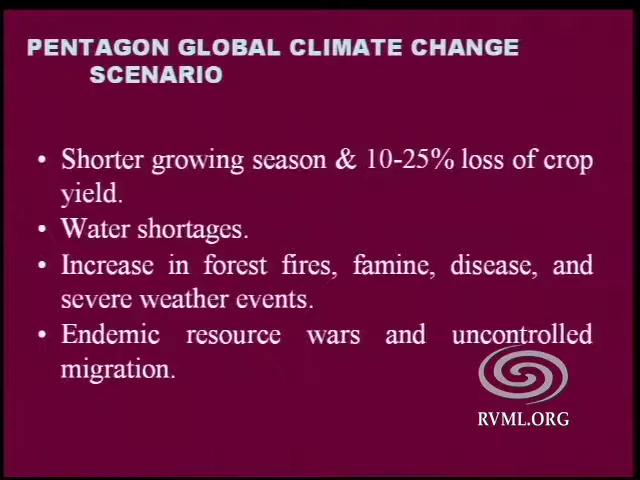 PENTAGON GLOBAL CLIMATE CHANGE
SCENARIO
• Shorter growing season & 10-25% loss of crop
yield.
• Water shortages.
• Increase in forest fires, famine, disease, and
severe weather events.
• Endemic resource wars and uncontrolled
migration.
RVML.ORG